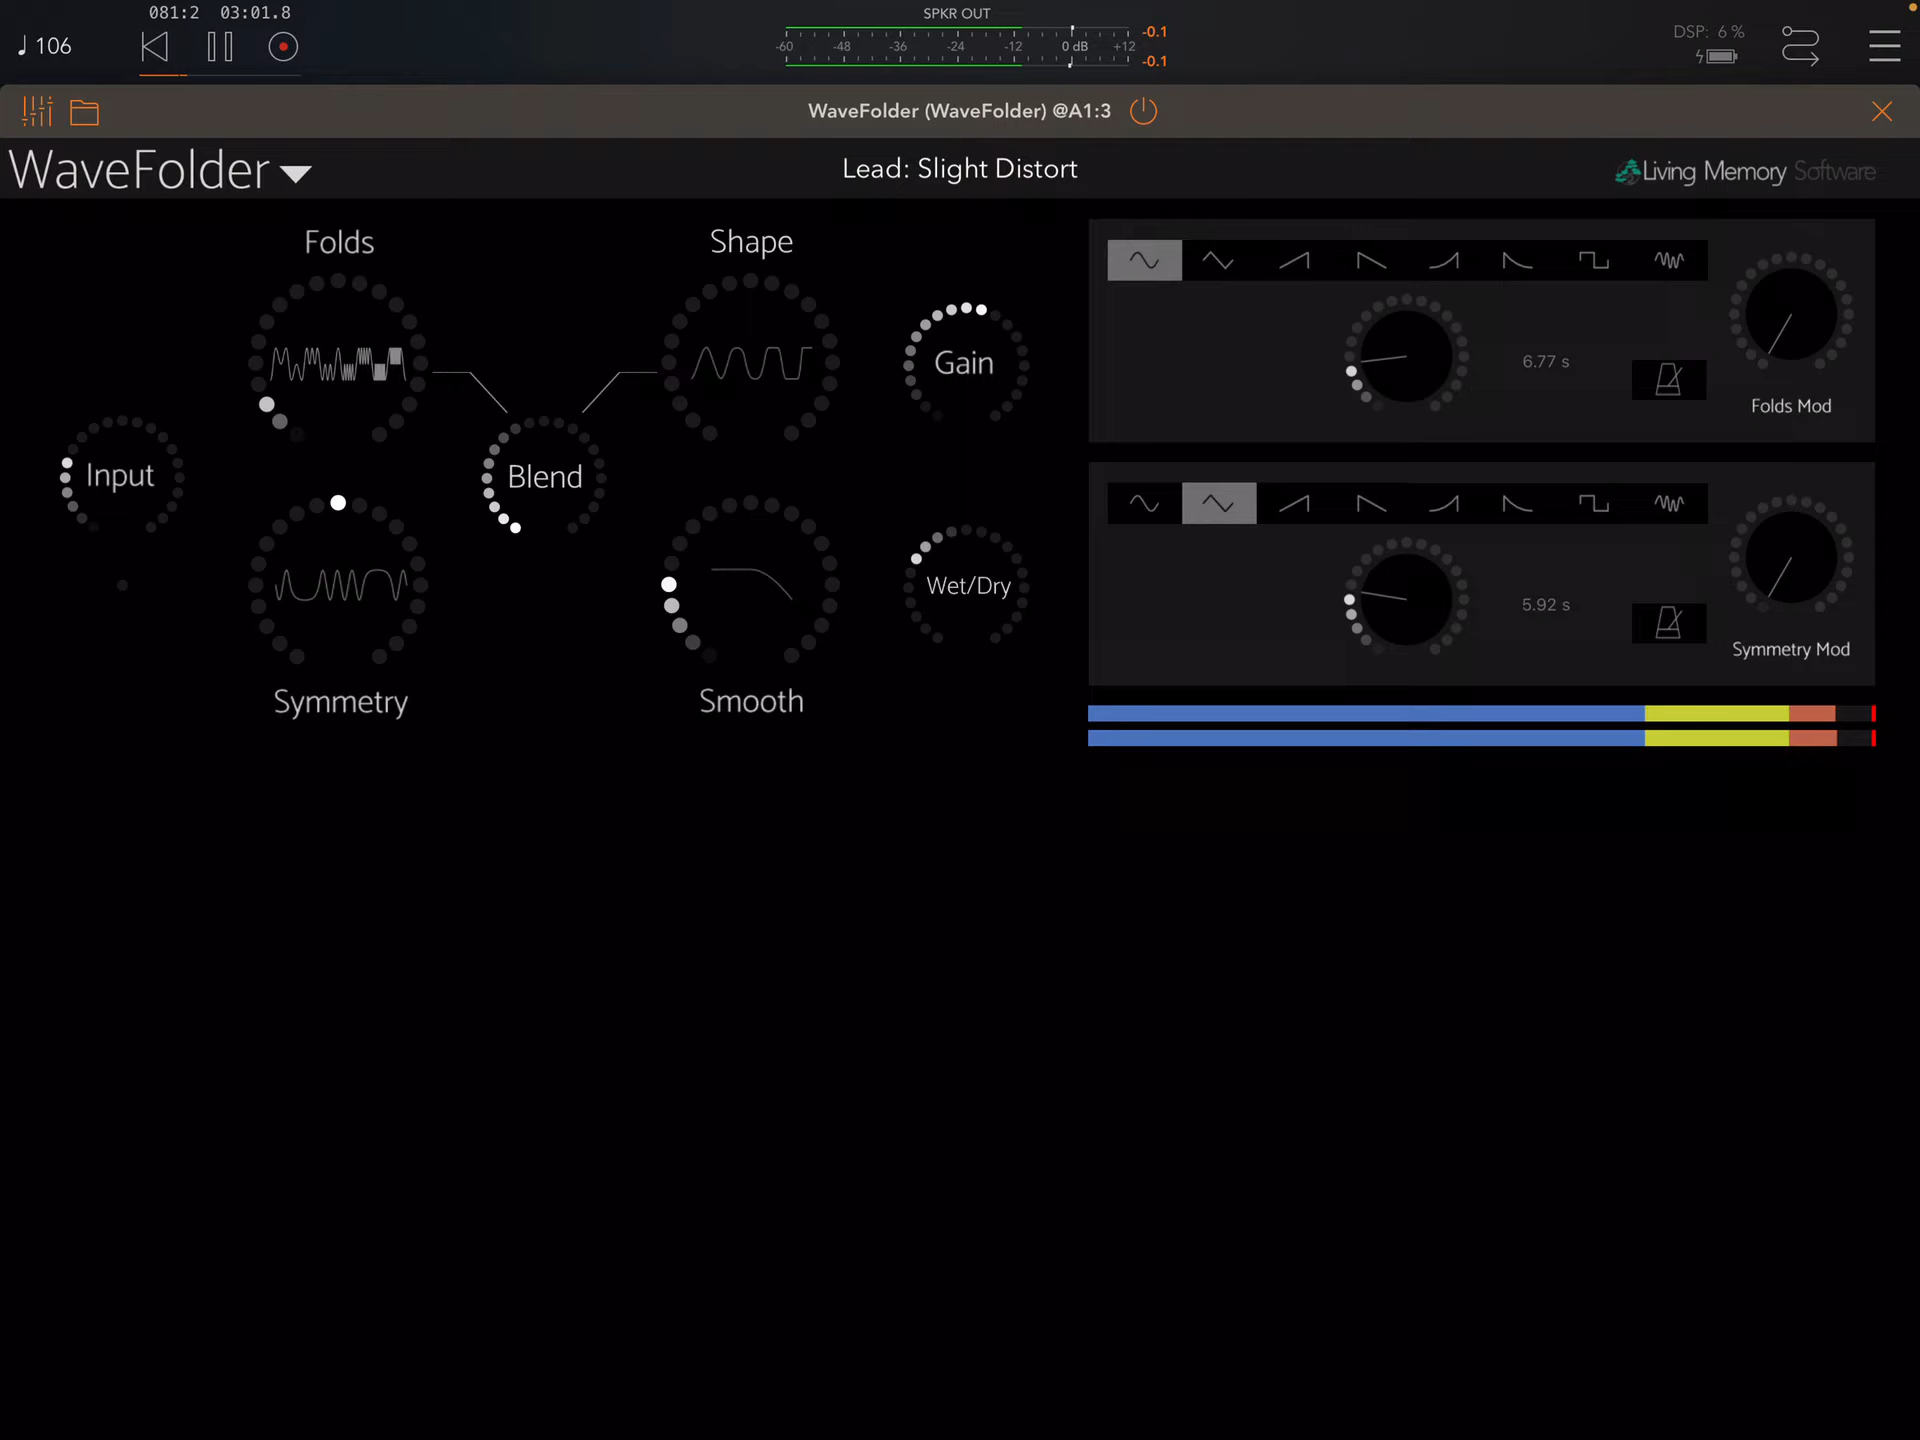 081:2 03:01.8
♩ 106
SPKR OUT
-60 -48 -36 -24 -12 0 dB +12
-0.1
-0.1
DSP: 6 %
WaveFolder (WaveFolder) @A1:3
WaveFolder
Lead: Slight Distort
Living Memory Software
Folds
Shape
Gain
Input
Blend
Wet/Dry
Symmetry
Smooth
6.77 s
Folds Mod
5.92 s
Symmetry Mod